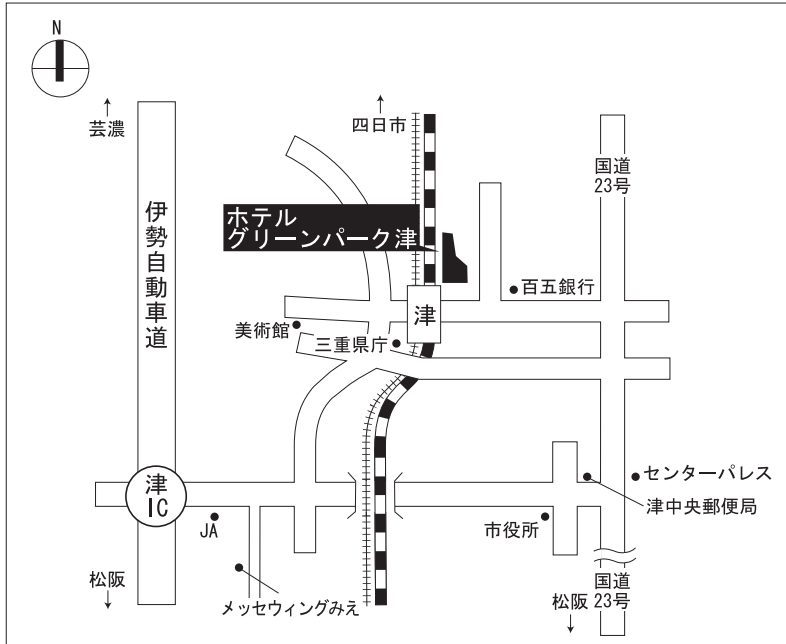 N
芸濃
四日市
国道
23号
伊勢自動車道
ホテル
グリーンパーク津
百五銀行
津
美術館
三重県庁
津
IC
センターパレス
津中央郵便局
JA
市役所
松阪
メッセウィングみえ
国道
23号
松阪